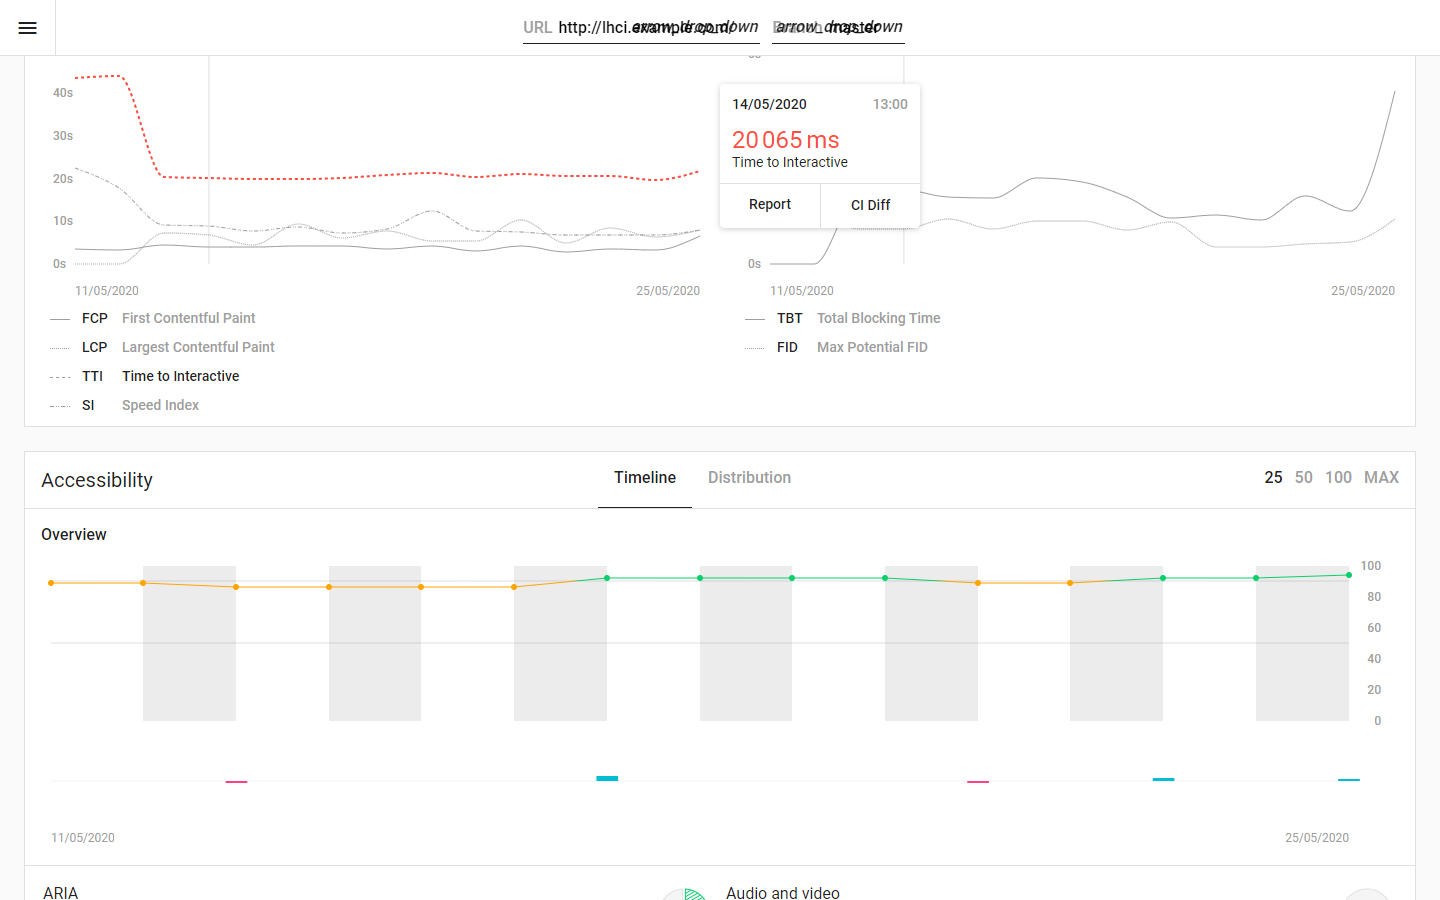 URL http://lhci.example.com/ arrow_drop_down Branch master arrow_drop_down
40s
30s
20s
10s
0s
11/05/2020 25/05/2020
FCP First Contentful Paint
LCP Largest Contentful Paint
TTI Time to Interactive
SI Speed Index
14/05/2020 13:00
20 065 ms
Time to Interactive
Report CI Diff
0s
11/05/2020 25/05/2020
TBT Total Blocking Time
FID Max Potential FID
Accessibility Timeline Distribution 25 50 100 MAX
Overview
100
80
60
40
20
0
11/05/2020 25/05/2020
ARIA Audio and video